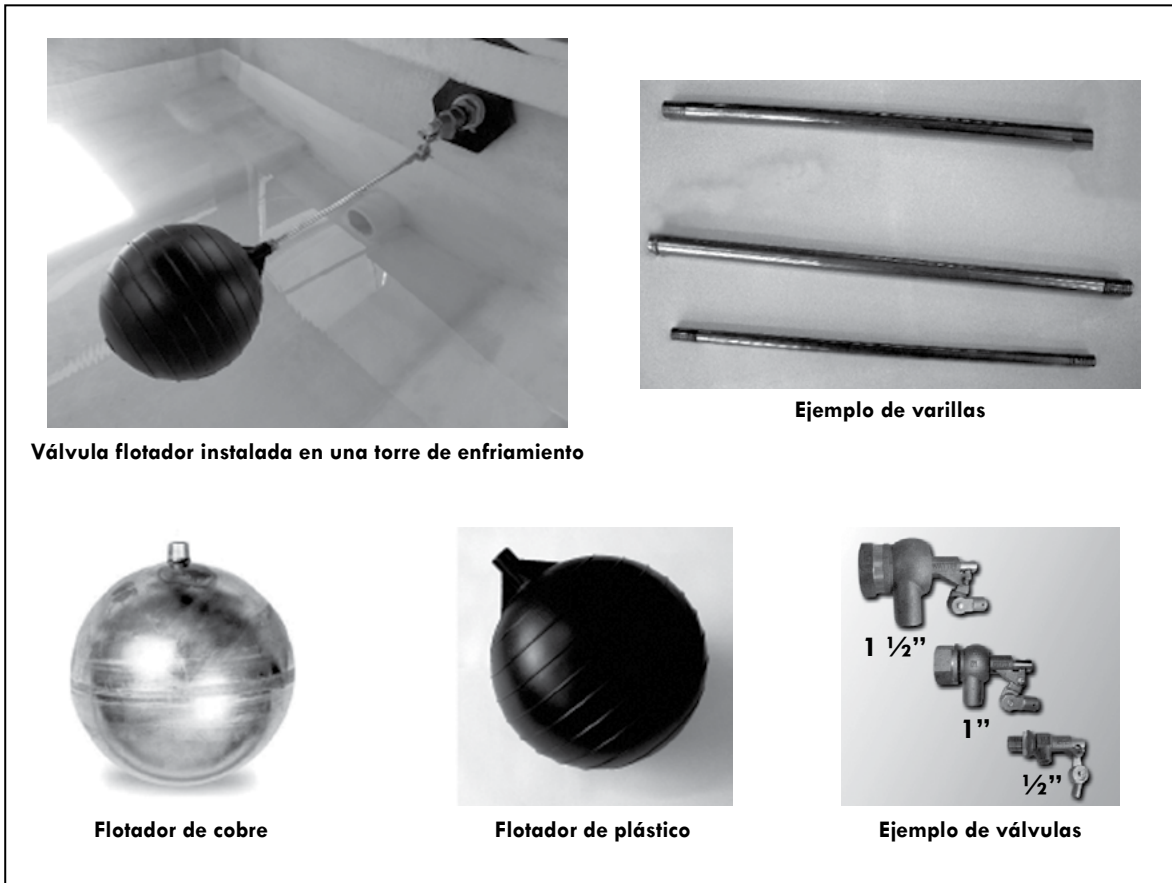 Ejemplo de varillas
Válvula flotador instalada en una torre de enfriamiento
1 ½”
1”
½”
Flotador de cobre
Flotador de plástico
Ejemplo de válvulas